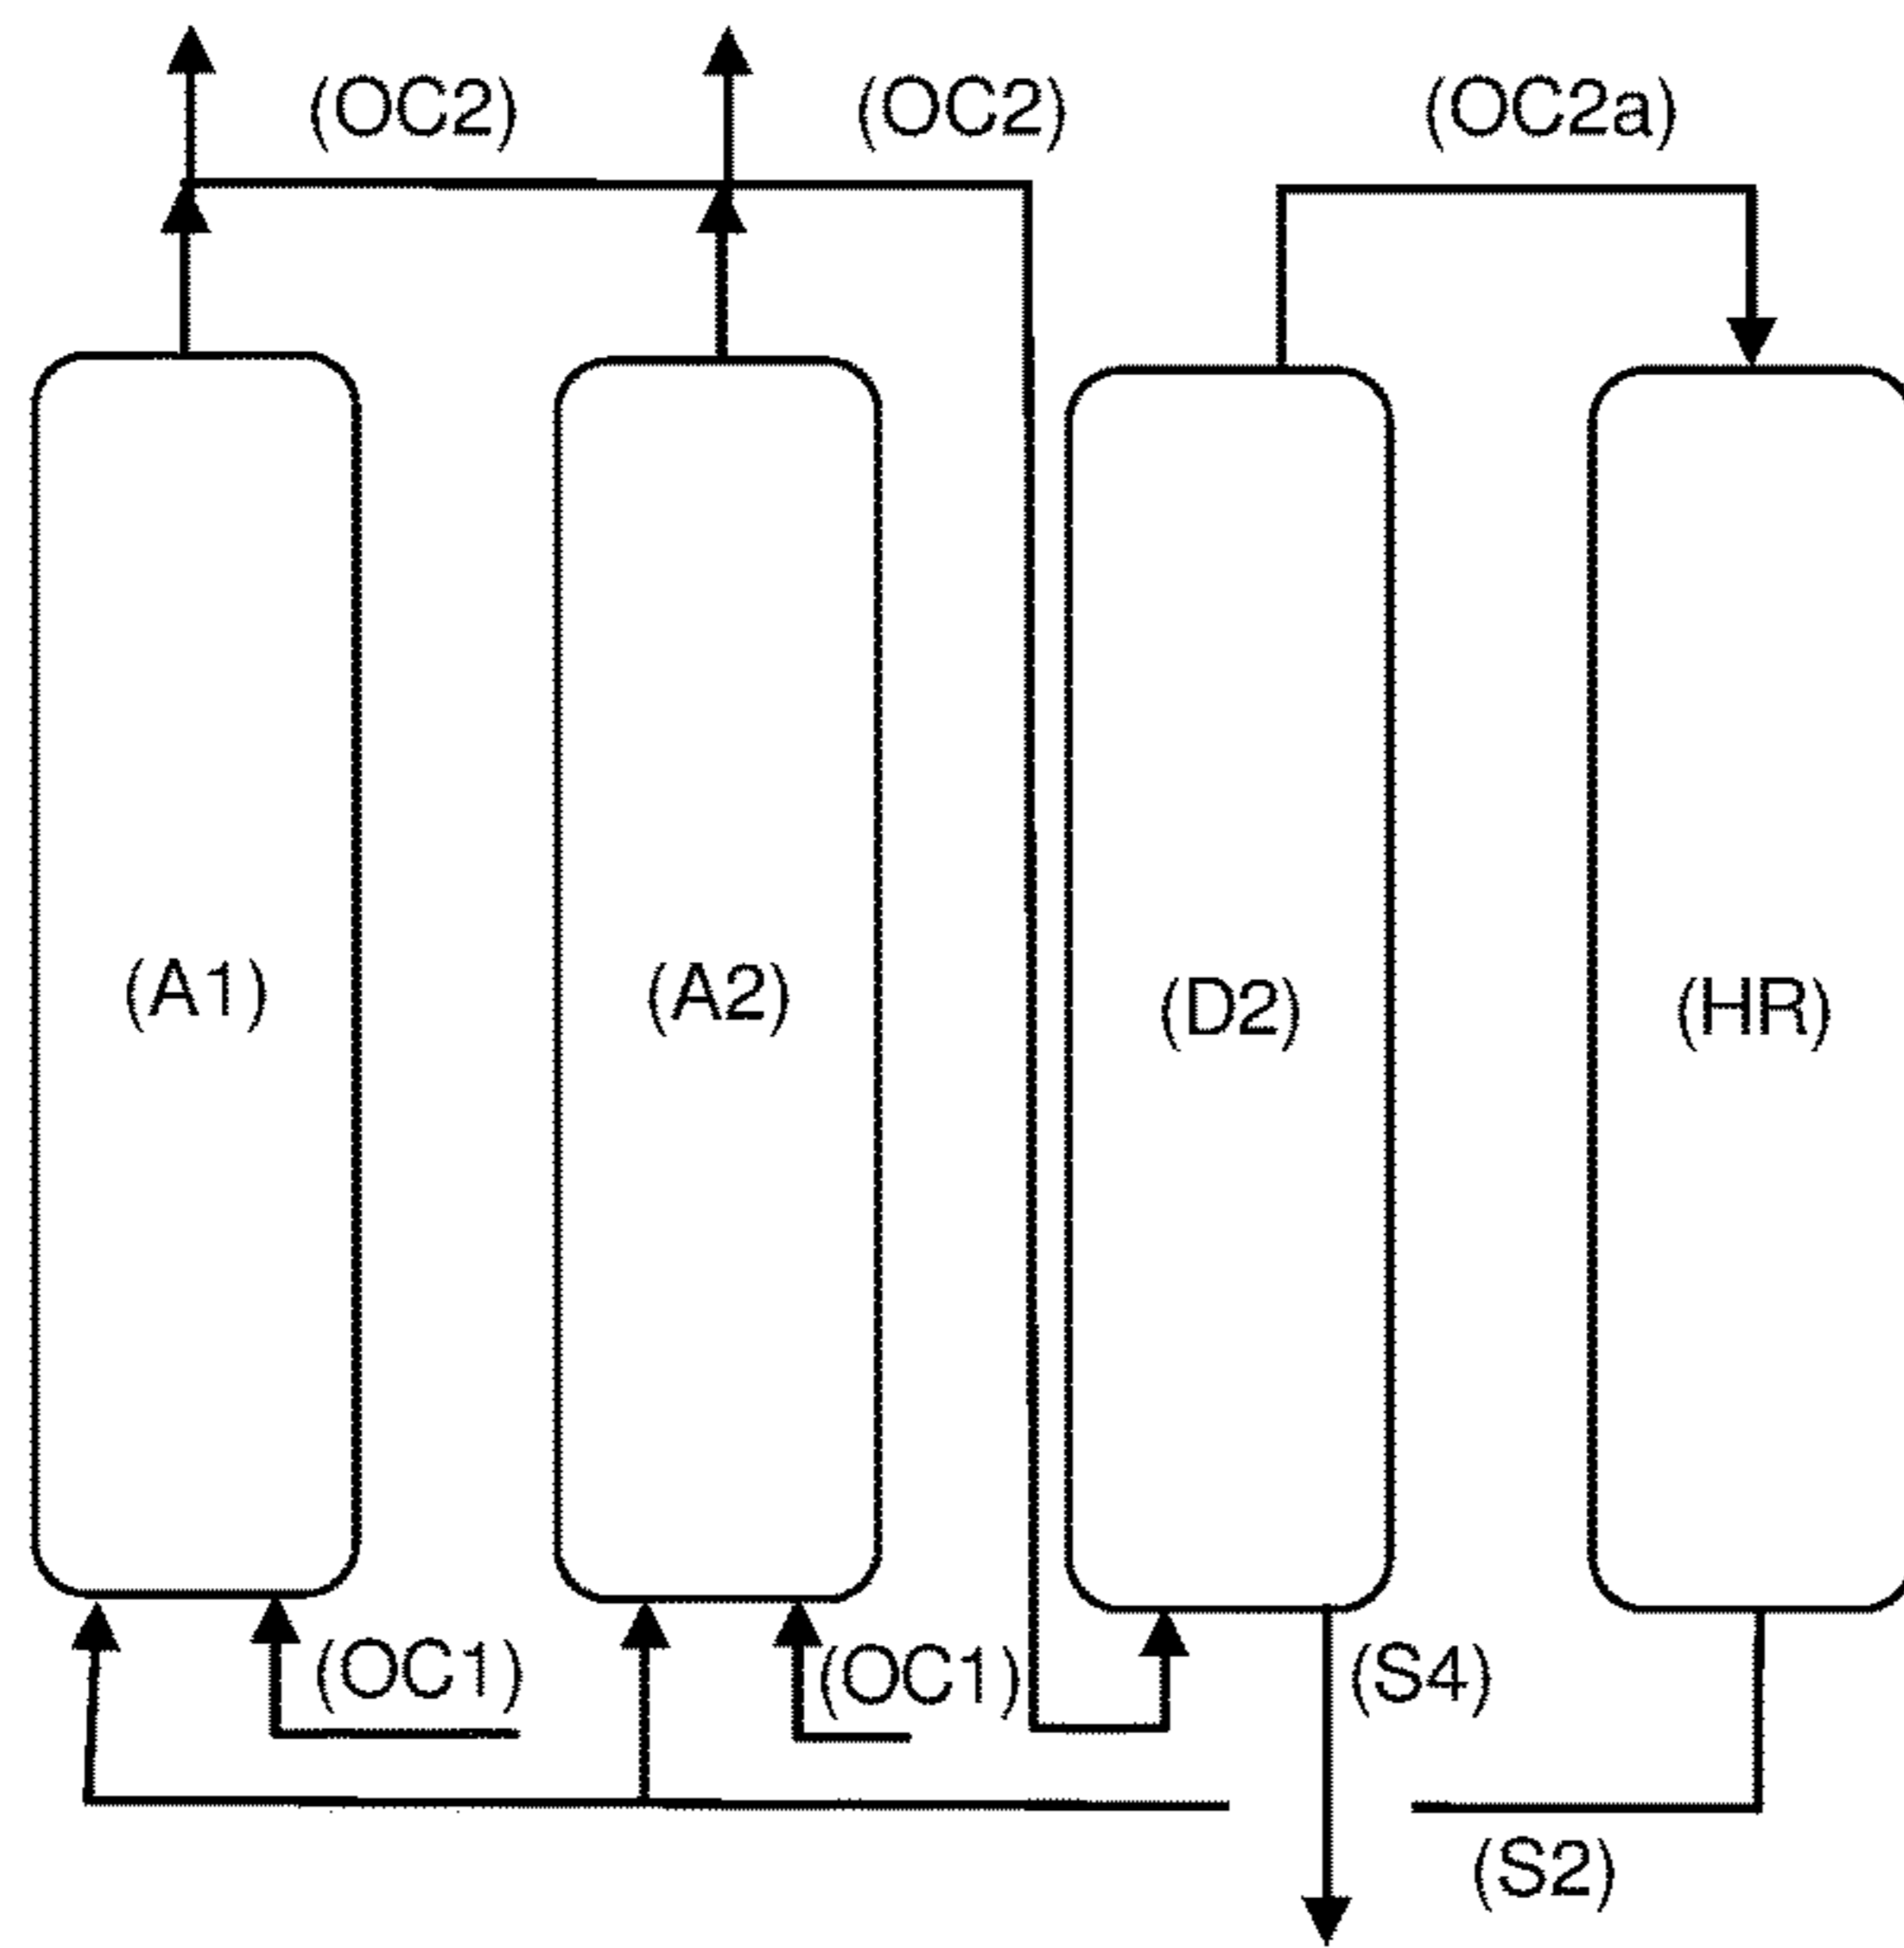 (OC2) (OC2) (OC2a)
(A1) (A2) (D2) (HR)
(OC1) (OC1) (S4)
(S2)